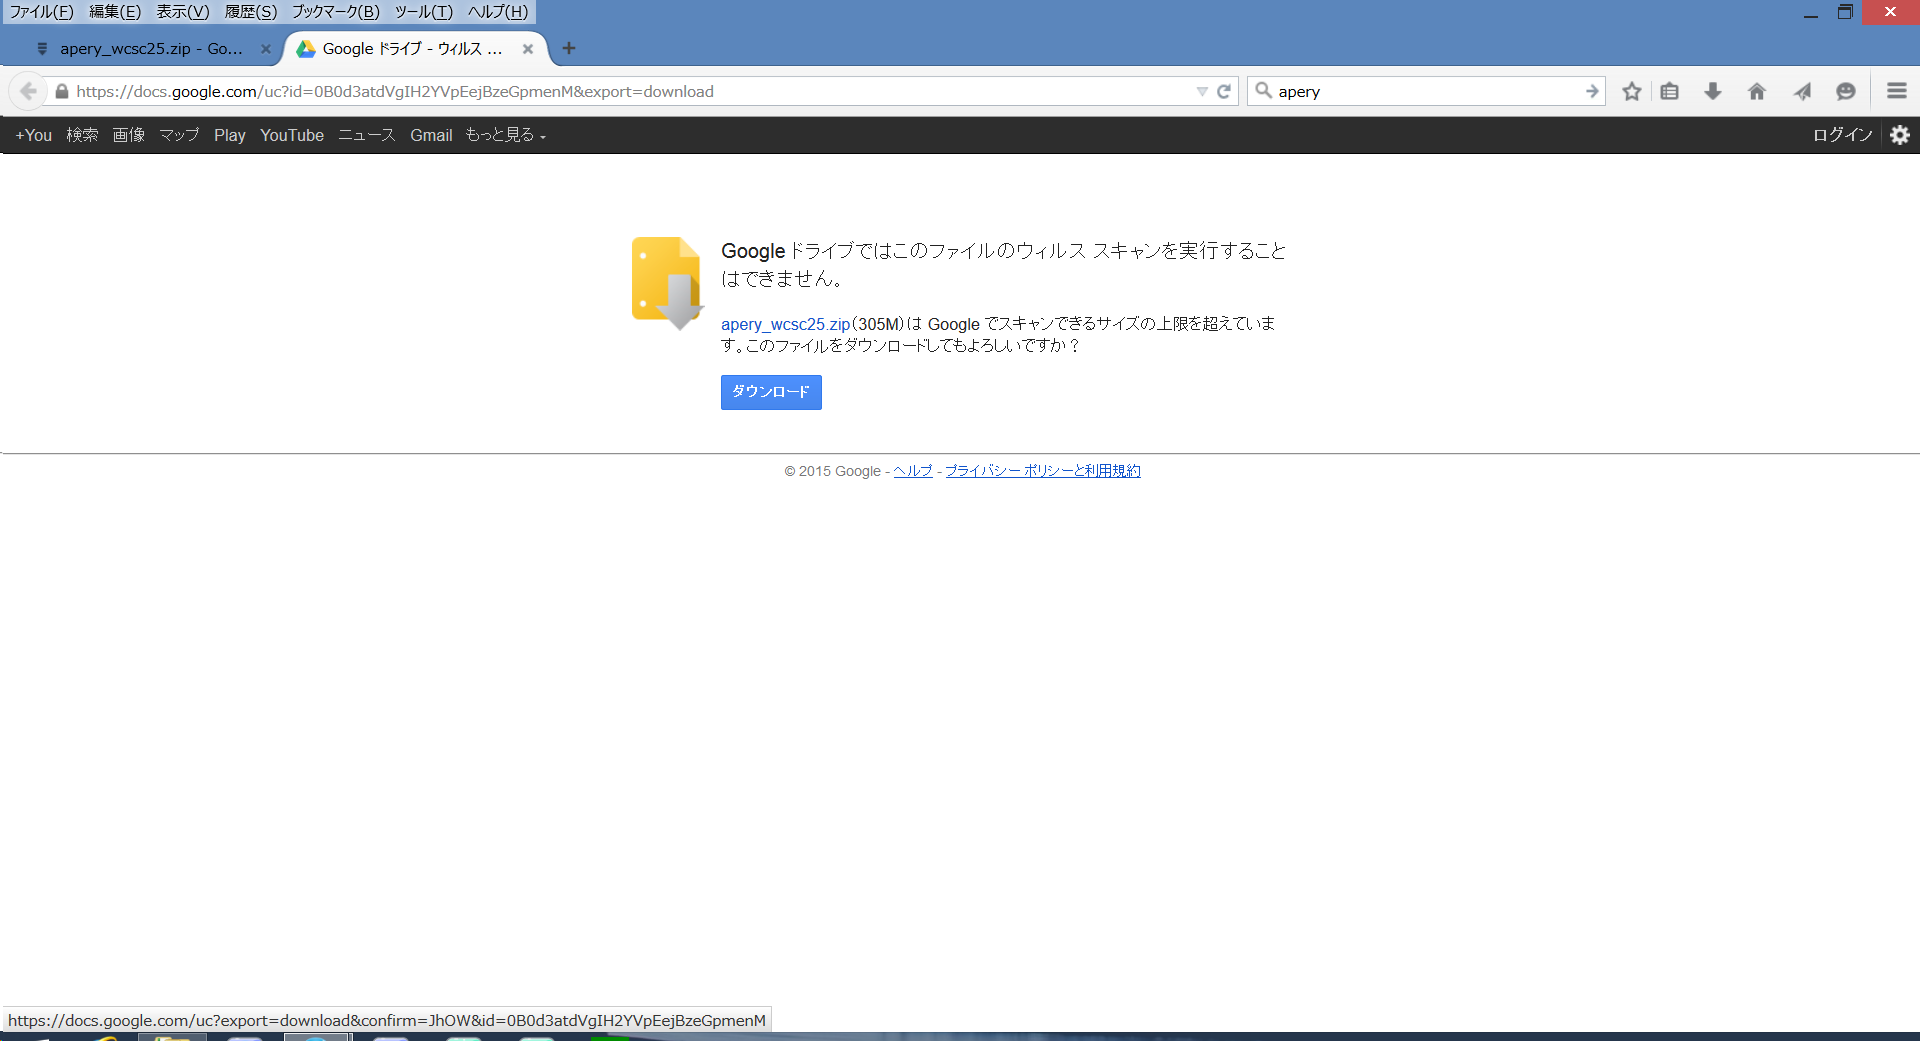 ファイル(F) 編集(E) 表示(V) 履歴(S) ブックマーク(B) ツール(T) ヘルプ(H)
apery_wcsc25.zip - Go... Google ドライブ - ウィルス ...
https://docs.google.com/uc?id=0B0d3atdVgIH2YVpEejBzeGpmenM&export=download apery
+You 検索 画像 マップ Play YouTube ニュース Gmail もっと見る ログイン
Google ドライブではこのファイルのウィルス スキャンを実行すること
はできません。
apery_wcsc25.zip（305M）は Google でスキャンできるサイズの上限を超えていま
す。このファイルをダウンロードしてもよろしいですか？
ダウンロード
© 2015 Google - ヘルプ - プライバシー ポリシーと利用規約
https://docs.google.com/uc?export=download&confirm=JhOW&id=0B0d3atdVgIH2YVpEejBzeGpmenM